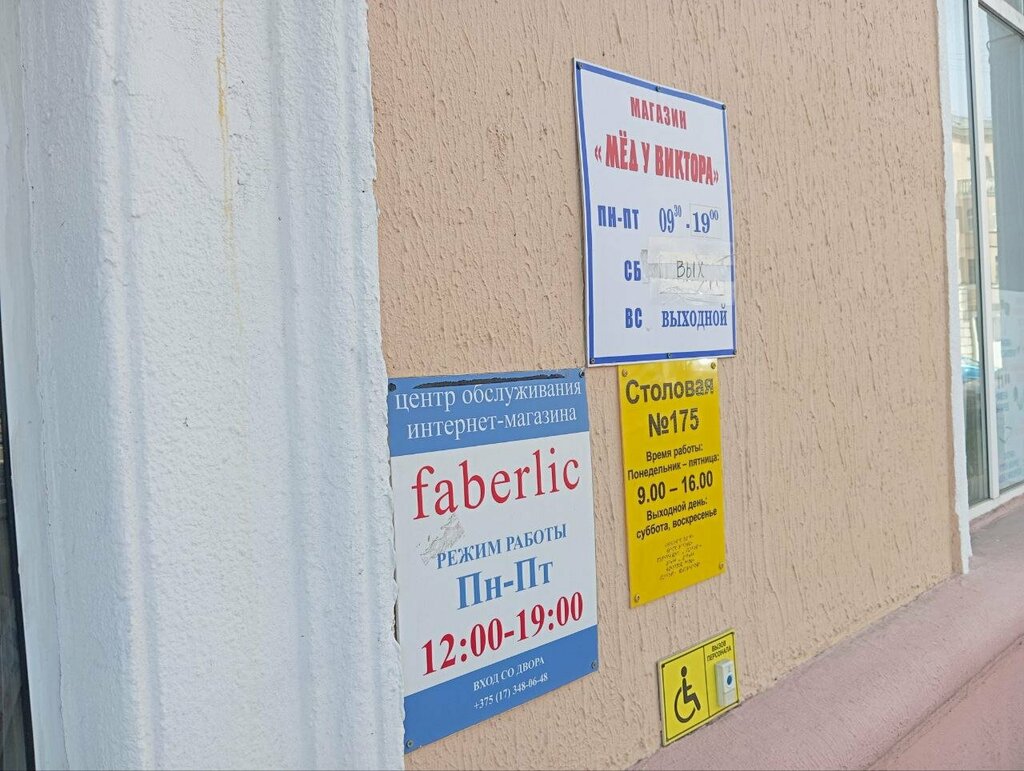 МАГАЗИН
«МЁД У ВИКТОРА»
ПН-ПТ 09³⁰ - 19⁰⁰
СБ ВЫХ
ВС ВЫХОДНОЙ
центр обслуживания
интернет-магазина
faberlic
РЕЖИМ РАБОТЫ
Пн-Пт
12:00-19:00
ВХОД СО ДВОРА
+375 (17) 348-06-48
Столовая
№175
Время работы:
Понедельник – пятница:
9.00 – 16.00
Выходной день:
суббота, воскресенье
ВЫЗОВ
ПЕРСОНАЛА